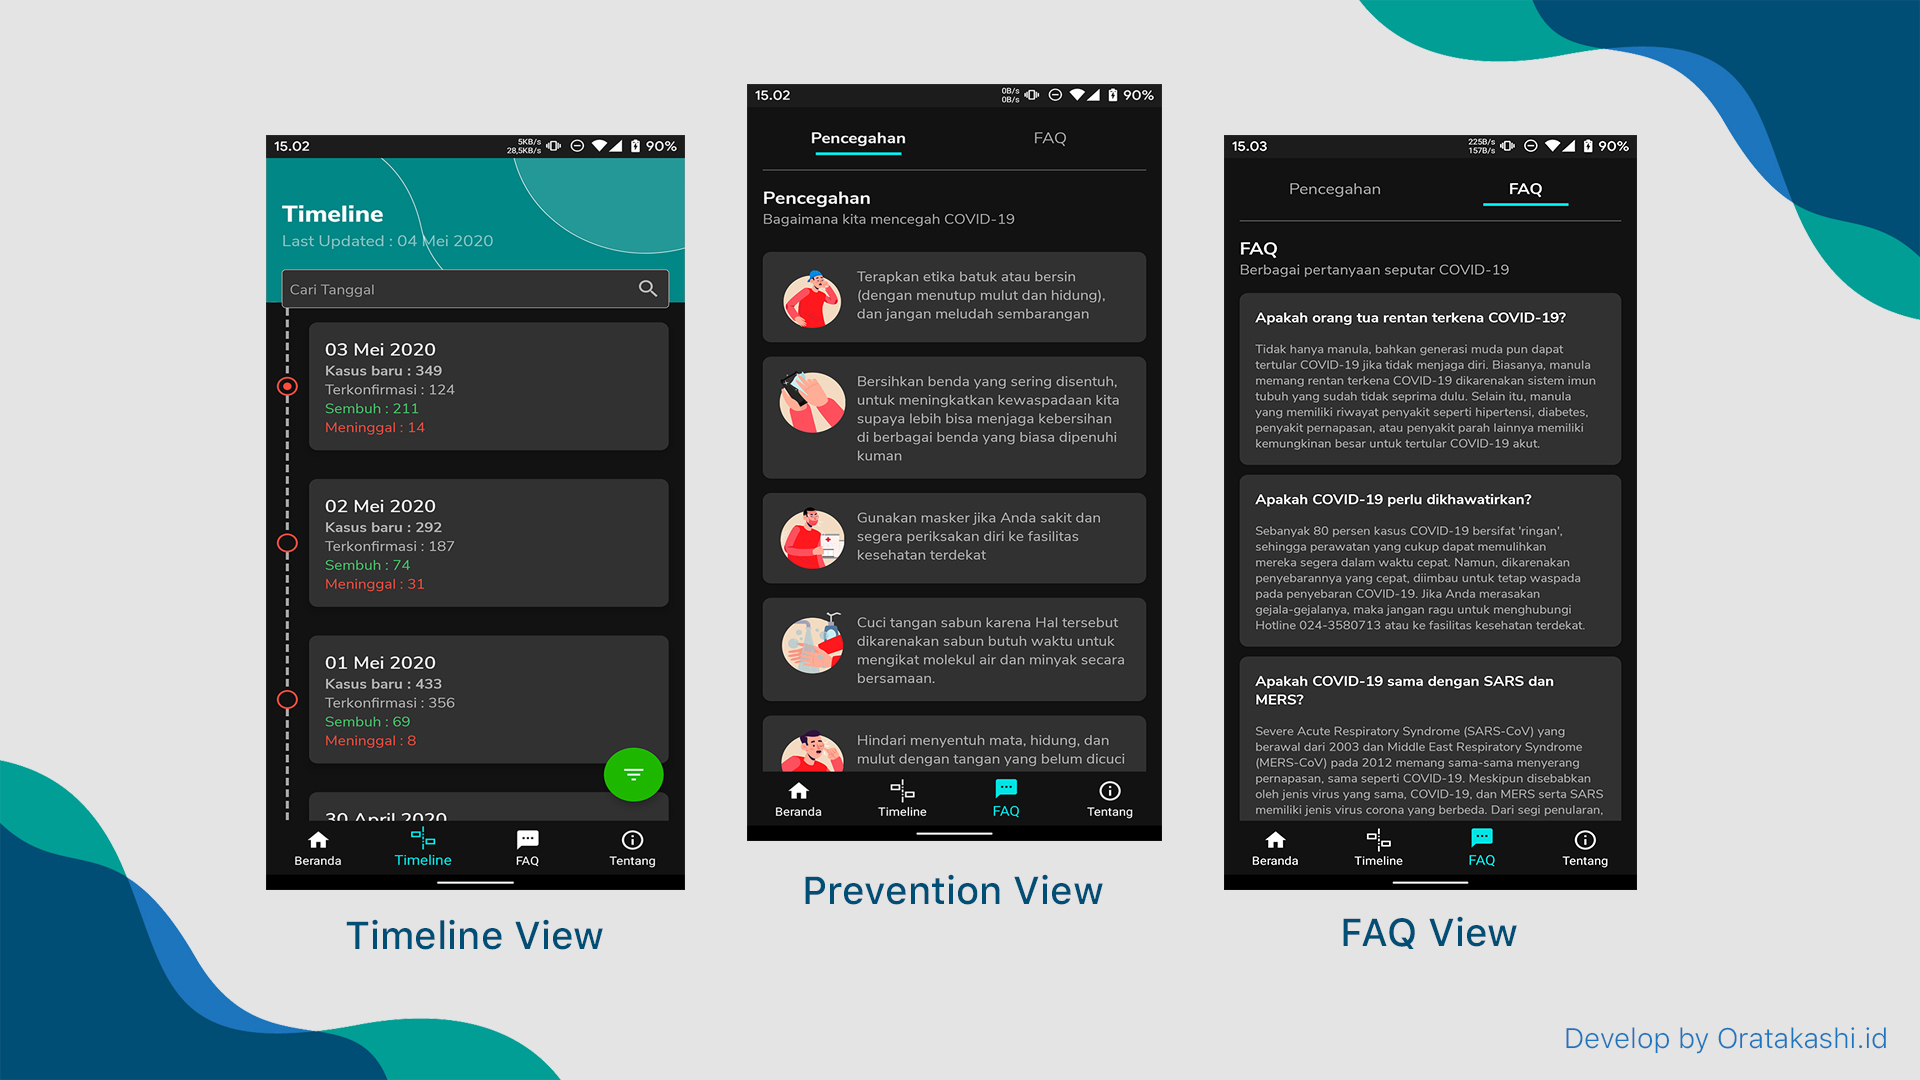 15.02
5KB/s
28,5KB/s
90%
Timeline
Last Updated : 04 Mei 2020
Cari Tanggal
03 Mei 2020
Kasus baru : 349
Terkonfirmasi : 124
Sembuh : 211
Meninggal : 14
02 Mei 2020
Kasus baru : 292
Terkonfirmasi : 187
Sembuh : 74
Meninggal : 31
01 Mei 2020
Kasus baru : 433
Terkonfirmasi : 356
Sembuh : 69
Meninggal : 8
30 April 2020
Beranda
Timeline
FAQ
Tentang
Timeline View
15.02
0B/s
0B/s
90%
Pencegahan
FAQ
Pencegahan
Bagaimana kita mencegah COVID-19
Terapkan etika batuk atau bersin
(dengan menutup mulut dan hidung),
dan jangan meludah sembarangan
Bersihkan benda yang sering disentuh,
untuk meningkatkan kewaspadaan kita
supaya lebih bisa menjaga kebersihan
di berbagai benda yang biasa dipenuhi
kuman
Gunakan masker jika Anda sakit dan
segera periksakan diri ke fasilitas
kesehatan terdekat
Cuci tangan sabun karena Hal tersebut
dikarenakan sabun butuh waktu untuk
mengikat molekul air dan minyak secara
bersamaan.
Hindari menyentuh mata, hidung, dan
mulut dengan tangan yang belum dicuci
Beranda
Timeline
FAQ
Tentang
Prevention View
15.03
225B/s
157B/s
90%
Pencegahan
FAQ
FAQ
Berbagai pertanyaan seputar COVID-19
Apakah orang tua rentan terkena COVID-19?
Tidak hanya manula, bahkan generasi muda pun dapat
tertular COVID-19 jika tidak menjaga diri. Biasanya, manula
memang rentan terkena COVID-19 dikarenakan sistem imun
tubuh yang sudah tidak seprima dulu. Selain itu, manula
yang memiliki riwayat penyakit seperti hipertensi, diabetes,
penyakit pernapasan, atau penyakit parah lainnya memiliki
kemungkinan besar untuk tertular COVID-19 akut.
Apakah COVID-19 perlu dikhawatirkan?
Sebanyak 80 persen kasus COVID-19 bersifat 'ringan',
sehingga perawatan yang cukup dapat memulihkan
mereka segera dalam waktu cepat. Namun, dikarenakan
penyebarannya yang cepat, diimbau untuk tetap waspada
pada penyebaran COVID-19. Jika Anda merasakan
gejala-gejalanya, maka jangan ragu untuk menghubungi
Hotline 024-3580713 atau ke fasilitas kesehatan terdekat.
Apakah COVID-19 sama dengan SARS dan
MERS?
Severe Acute Respiratory Syndrome (SARS-CoV) yang
berawal dari 2003 dan Middle East Respiratory Syndrome
(MERS-CoV) pada 2012 memang sama-sama menyerang
pernapasan, sama seperti COVID-19. Meskipun disebabkan
oleh jenis virus yang sama, COVID-19, dan MERS serta SARS
memiliki jenis virus corona yang berbeda. Dari segi penularan,
Beranda
Timeline
FAQ
Tentang
FAQ View
Develop by Oratakashi.id